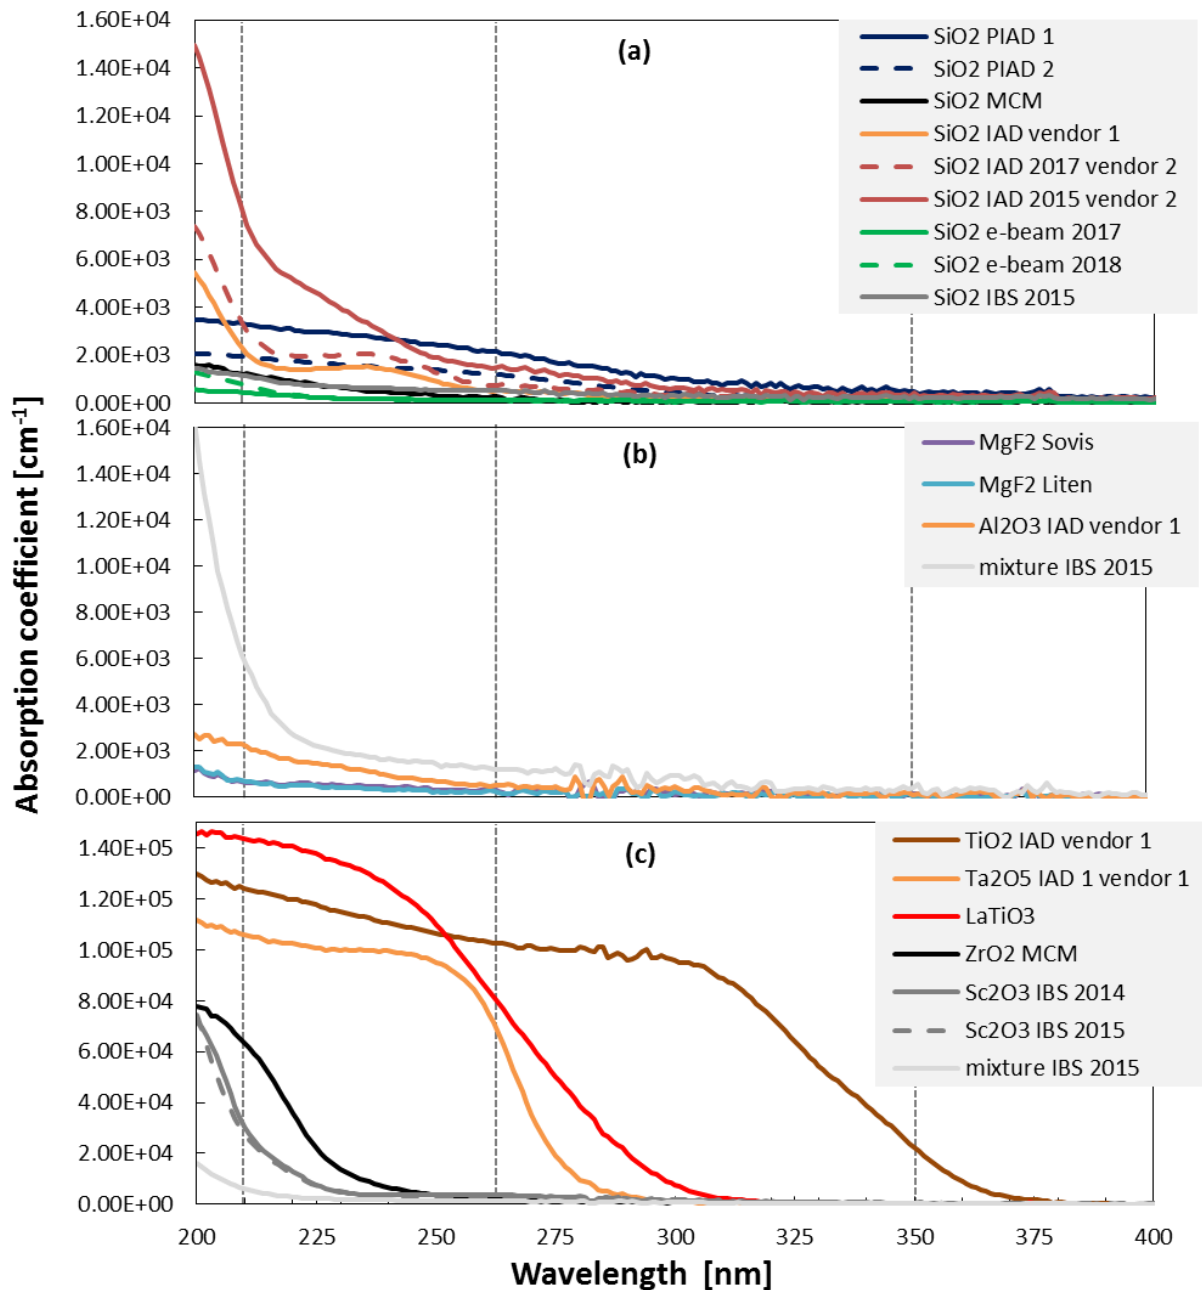 Absorption coefficient [cm⁻¹]
1.60E+04
1.40E+04
1.20E+04
1.00E+04
8.00E+03
6.00E+03
4.00E+03
2.00E+03
0.00E+00
(a)
SiO2 PIAD 1
SiO2 PIAD 2
SiO2 MCM
SiO2 IAD vendor 1
SiO2 IAD 2017 vendor 2
SiO2 IAD 2015 vendor 2
SiO2 e-beam 2017
SiO2 e-beam 2018
SiO2 IBS 2015
1.60E+04
1.40E+04
1.20E+04
1.00E+04
8.00E+03
6.00E+03
4.00E+03
2.00E+03
0.00E+00
(b)
MgF2 Sovis
MgF2 Liten
Al2O3 IAD vendor 1
mixture IBS 2015
1.40E+05
1.20E+05
1.00E+05
8.00E+04
6.00E+04
4.00E+04
2.00E+04
0.00E+00
(c)
TiO2 IAD vendor 1
Ta2O5 IAD 1 vendor 1
LaTiO3
ZrO2 MCM
Sc2O3 IBS 2014
Sc2O3 IBS 2015
mixture IBS 2015
200 225 250 275 300 325 350 375 400
Wavelength [nm]